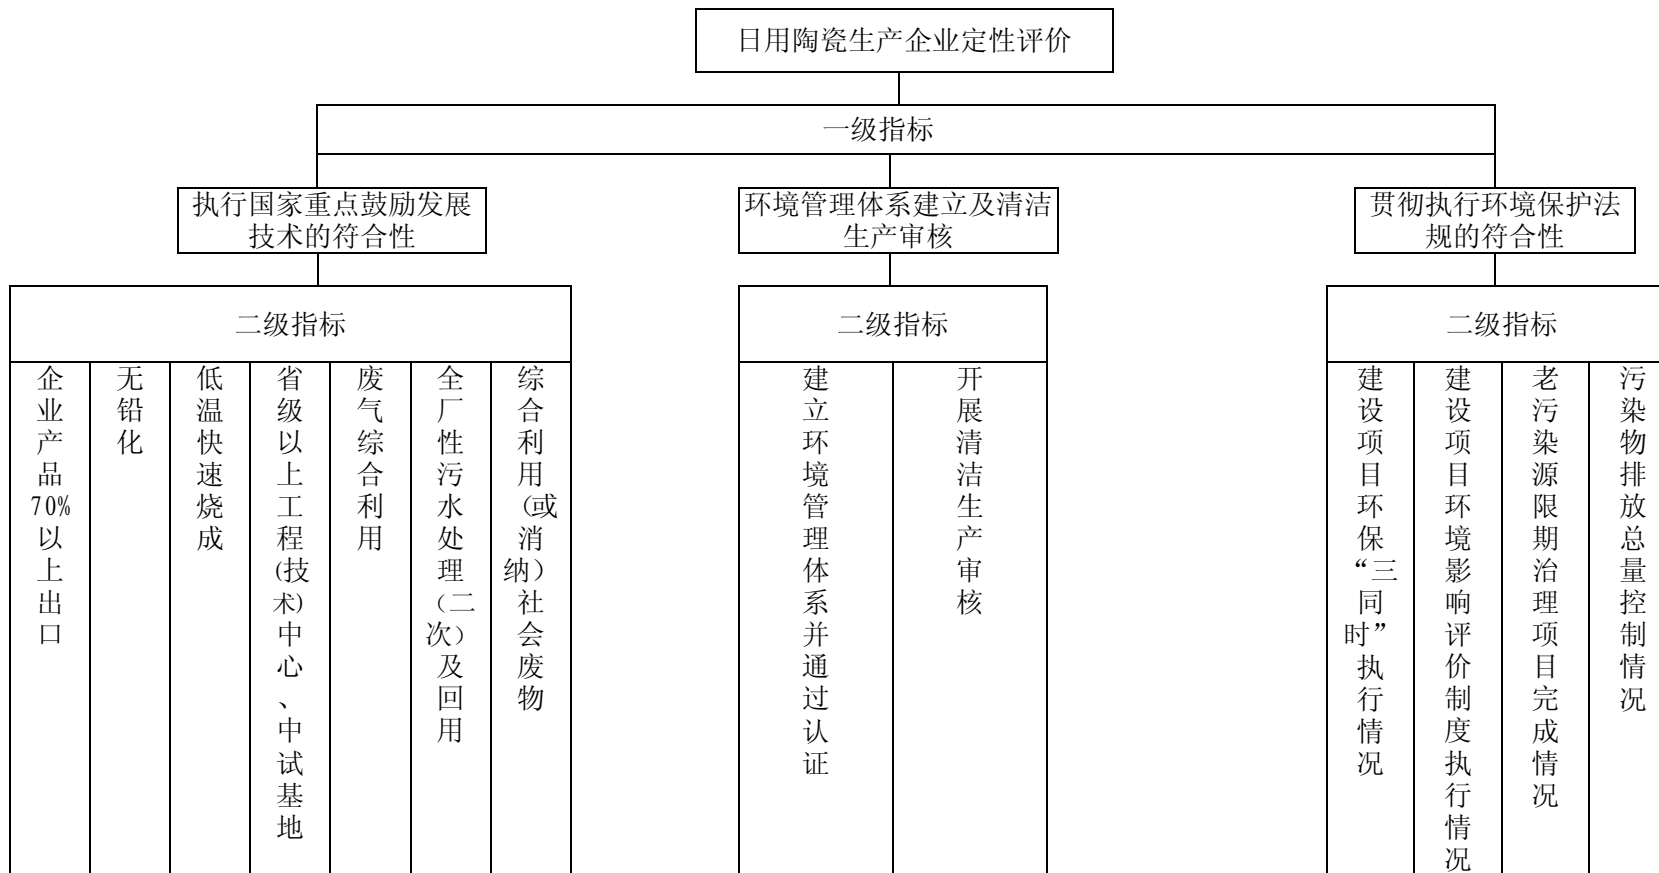 日用陶瓷生产企业定性评价
一级指标
执行国家重点鼓励发展
技术的符合性
环境管理体系建立及清洁
生产审核
贯彻执行环境保护法
规的符合性
二级指标
二级指标
二级指标
企业产品70%以上出口
无铅化
低温快速烧成
省级以上工程(技术)中心、中试基地
废气综合利用
全厂性污水处理（二次）及回用
综合利用（或消纳）社会废物
建立环境管理体系并通过认证
开展清洁生产审核
建设项目环保“三同时”执行情况
建设项目环境影响评价制度执行情况
老污染源限期治理项目完成情况
污染物排放总量控制情况